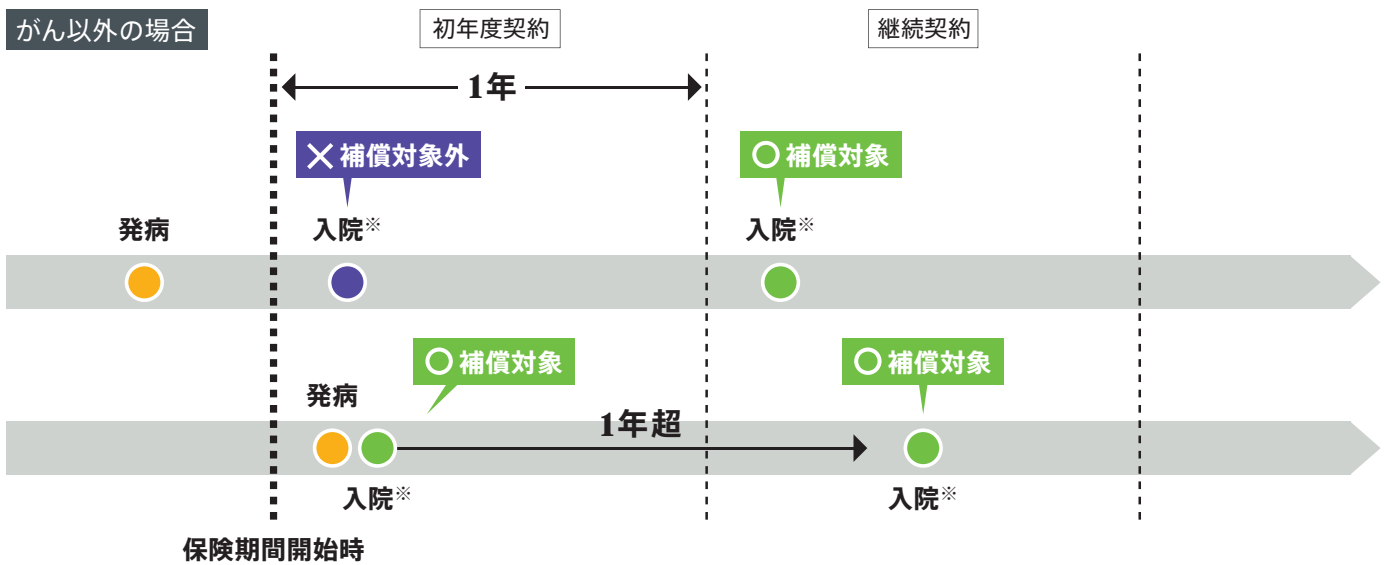 がん以外の場合
初年度契約
継続契約
1年
× 補償対象外
○ 補償対象
発病
入院※
入院※
○ 補償対象
○ 補償対象
発病
1年超
入院※
入院※
保険期間開始時